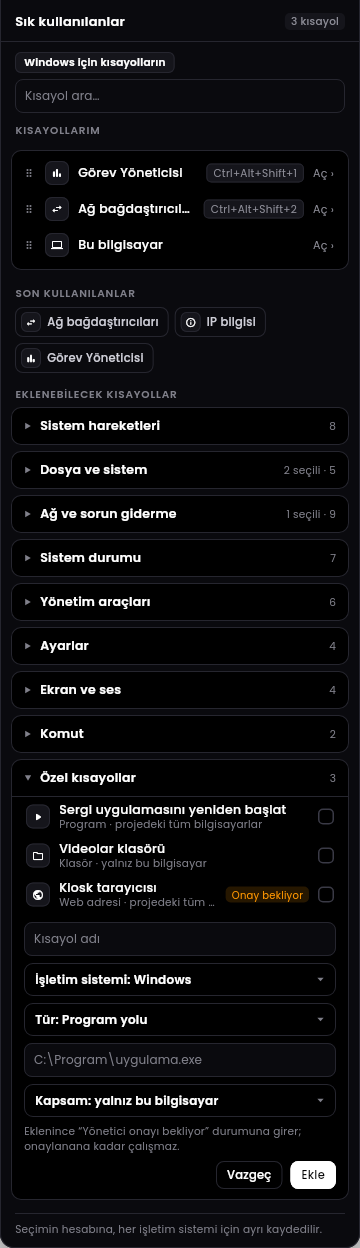 Sık kullanılanlar
3 kısayol
Windows için kısayolların
Kısayol ara…
KISAYOLLARIM
Görev Yöneticisi Ctrl+Alt+Shift+1 Aç ›
Ağ bağdaştırıcıl… Ctrl+Alt+Shift+2 Aç ›
Bu bilgisayar Aç ›
SON KULLANILANLAR
Ağ bağdaştırıcıları IP bilgisi
Görev Yöneticisi
EKLENEBİLECEK KISAYOLLAR
Sistem hareketleri 8
Dosya ve sistem 2 seçili · 5
Ağ ve sorun giderme 1 seçili · 9
Sistem durumu 7
Yönetim araçları 6
Ayarlar 4
Ekran ve ses 4
Komut 2
Özel kısayollar 3
Sergi uygulamasını yeniden başlat
Program · projedeki tüm bilgisayarlar
Videolar klasörü
Klasör · yalnız bu bilgisayar
Kiosk tarayıcısı
Web adresi · projedeki tüm …
Onay bekliyor
Kısayol adı
İşletim sistemi: Windows
Tür: Program yolu
C:\Program\uygulama.exe
Kapsam: yalnız bu bilgisayar
Eklenince “Yönetici onayı bekliyor” durumuna girer;
onaylanana kadar çalışmaz.
Vazgeç Ekle
Seçimin hesabına, her işletim sistemi için ayrı kaydedilir.